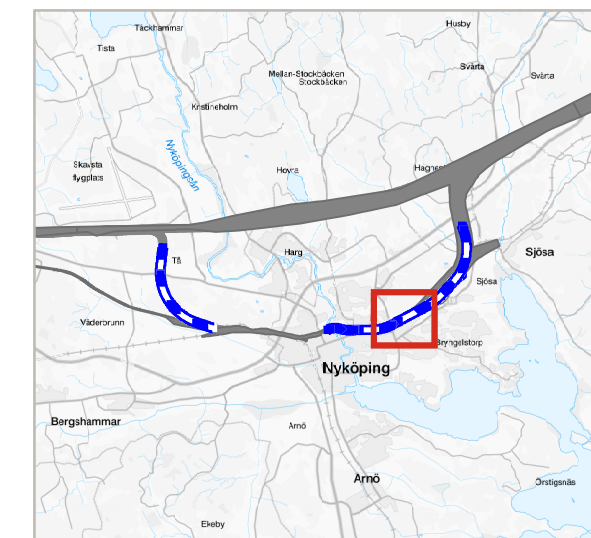 Täckhammar
Husby
Tista
Svärta
Mellan-Stockbäcken
Stockbäcken
Svärta
Kristineholm
Nyköpingsån
Skavsta
flygplats
Hovra
Harg
Tå
Sjösa
Sjösa
Väderbrunn
Bryngelstorp
Nyköping
Bergshammar
Arnö
Arnö
Örstigsnäs
Ekeby